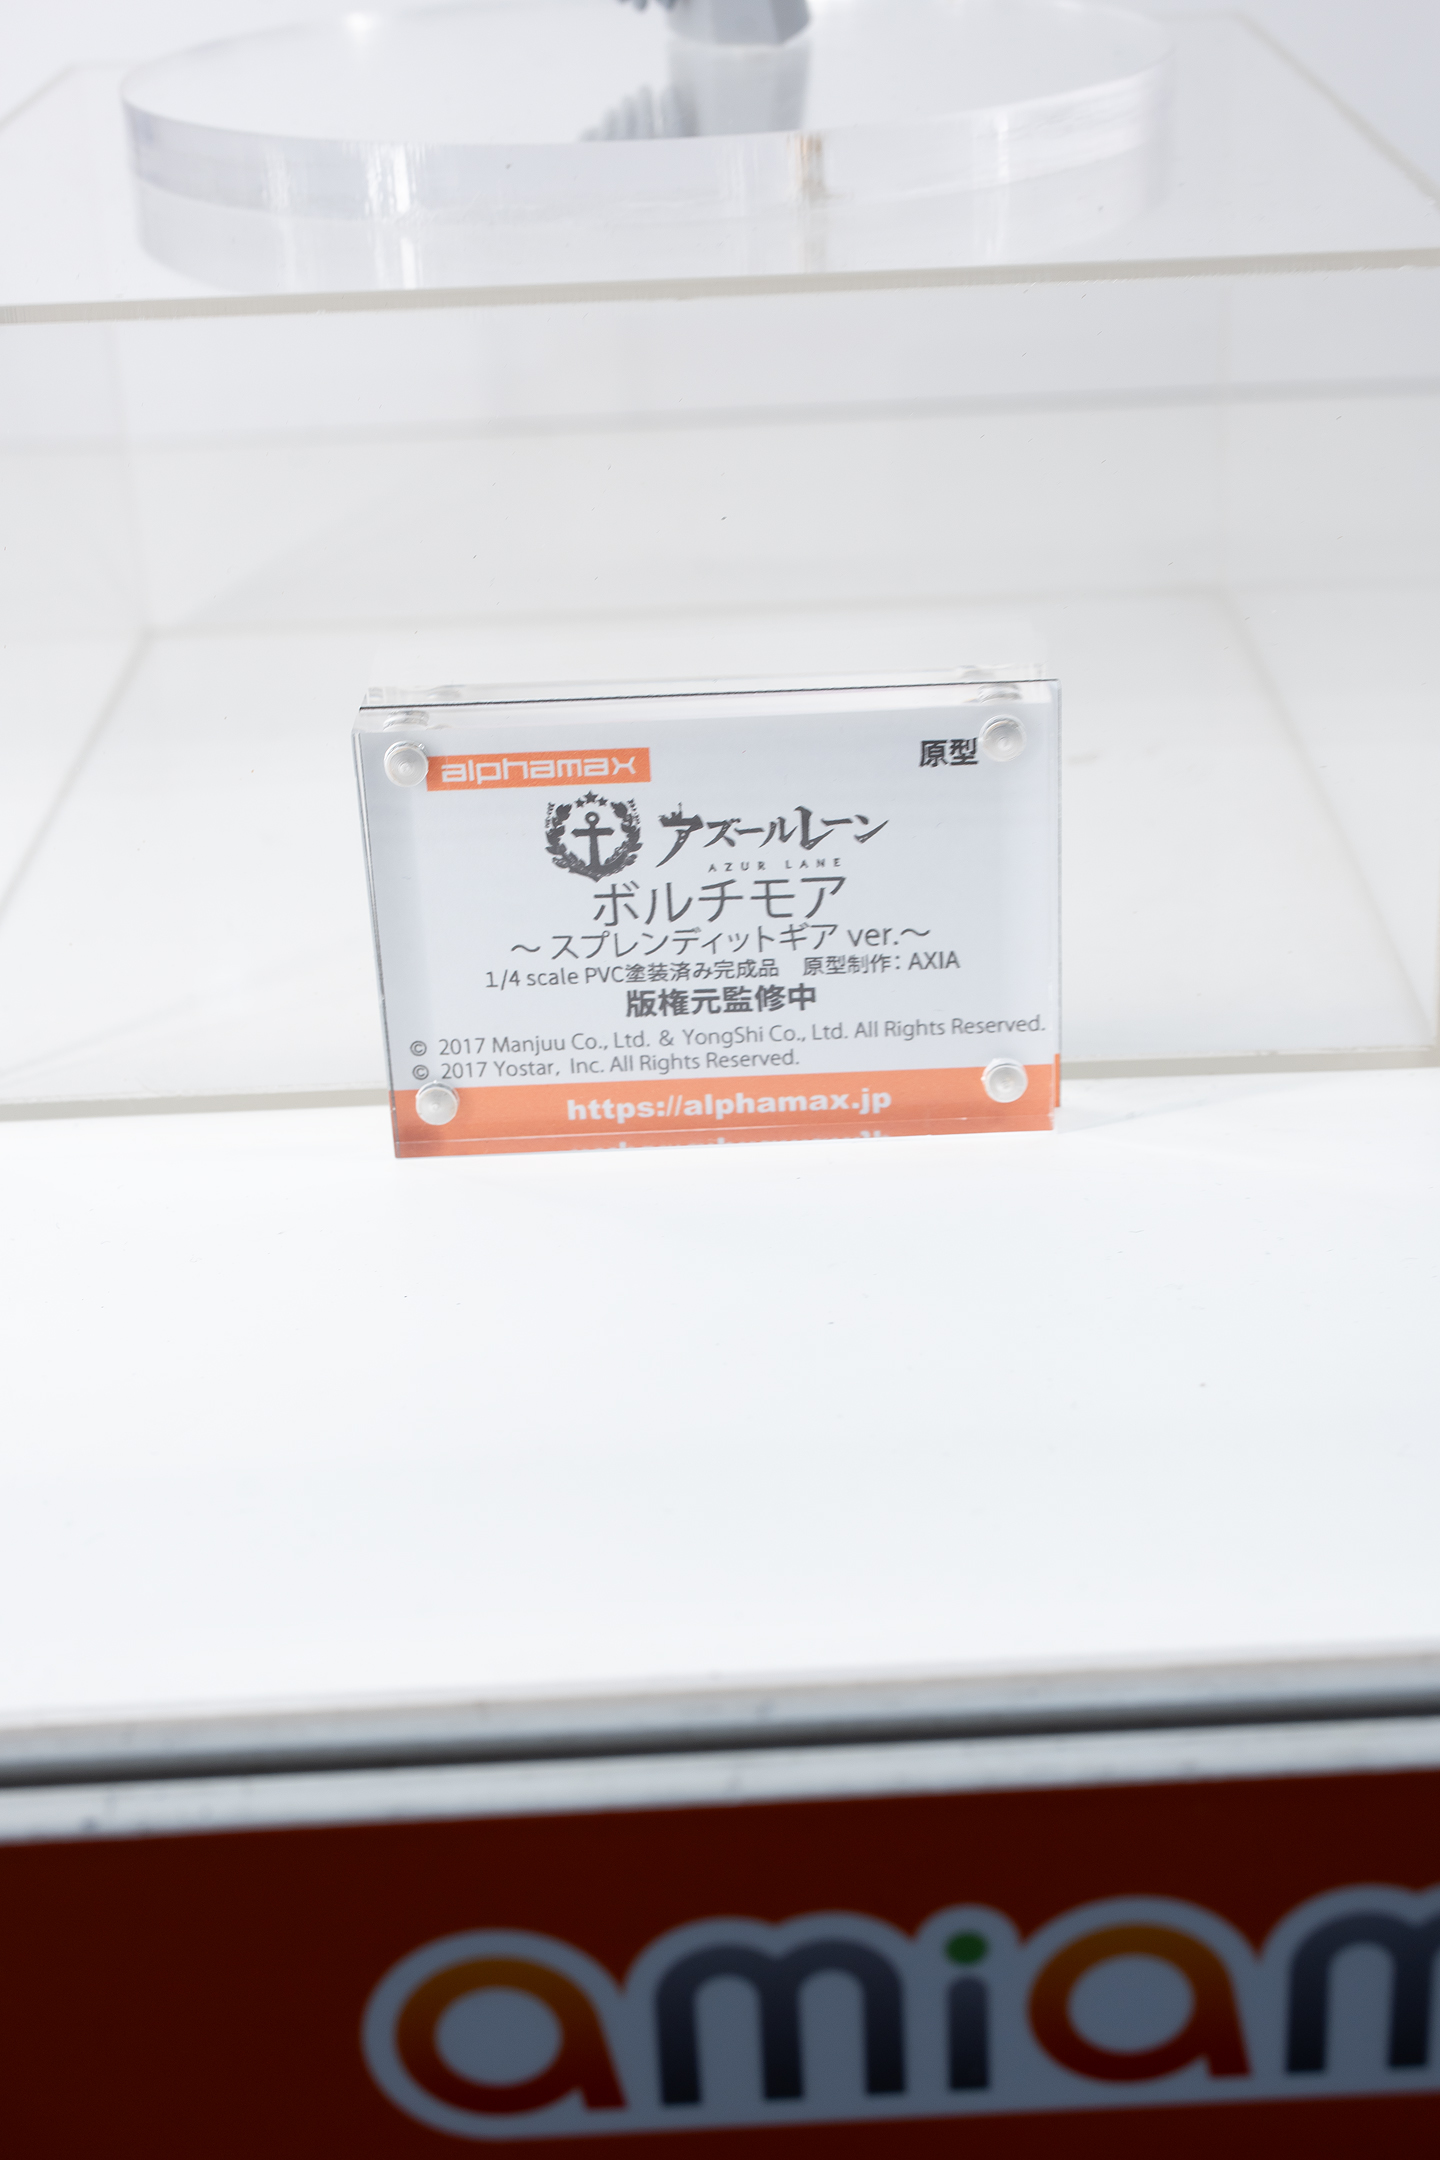 alphamax
原型
アズールレーン
AZUR LANE
ボルチモア
～スプレンディットギア ver.～
1/4 scale PVC塗装済み完成品　原型制作：AXIA
版権元監修中
© 2017 Manjuu Co., Ltd. & YongShi Co., Ltd. All Rights Reserved.
© 2017 Yostar, Inc. All Rights Reserved.
https://alphamax.jp
amiam